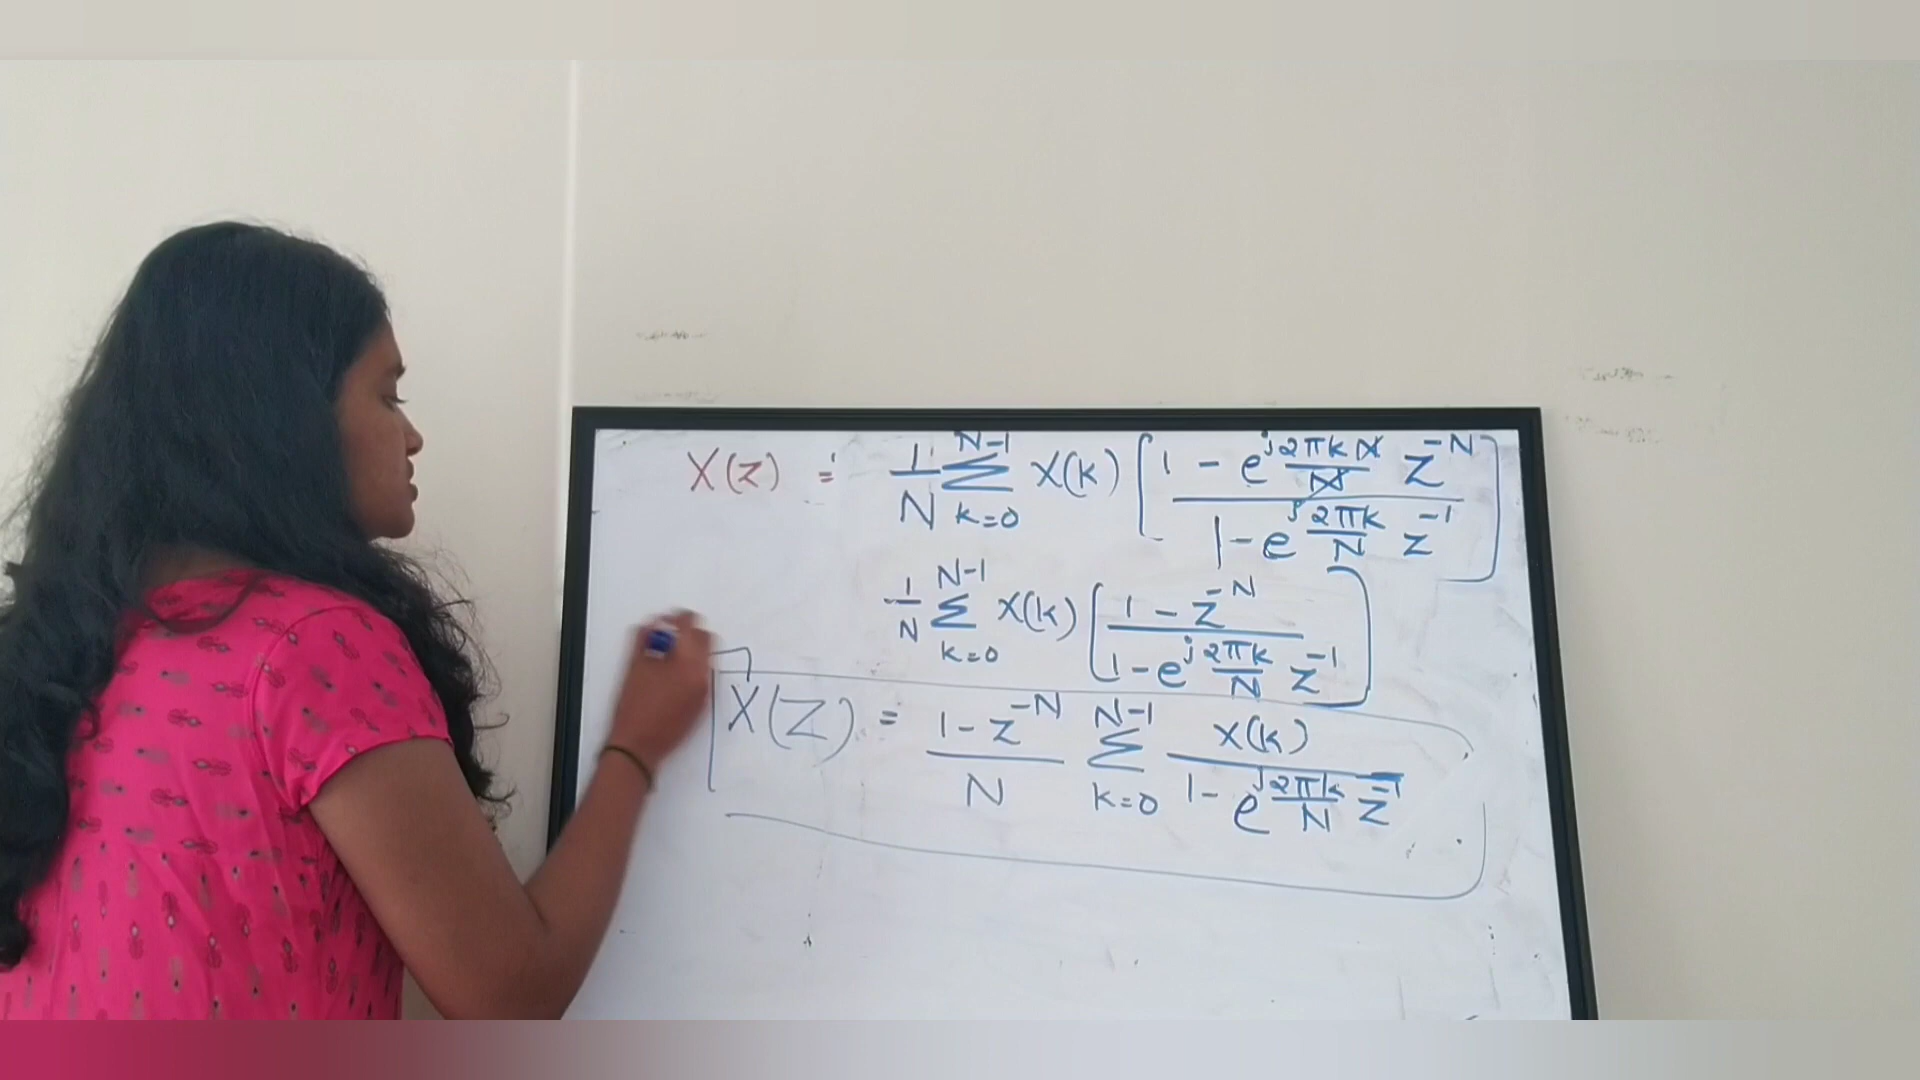 X(z) = 1/N Σ_{k=0}^{N-1} X(k) [ (1 - e^{j2πkN/N} z^{-N}) / (1 - e^{j2πk/N} z^{-1}) ]
1/N Σ_{k=0}^{N-1} X(k) [ (1 - z^{-N}) / (1 - e^{j2πk/N} z^{-1}) ]
X(Z) = (1 - z^{-N})/N Σ_{k=0}^{N-1} X(k) / (1 - e^{j2πk/N} z^{-1})